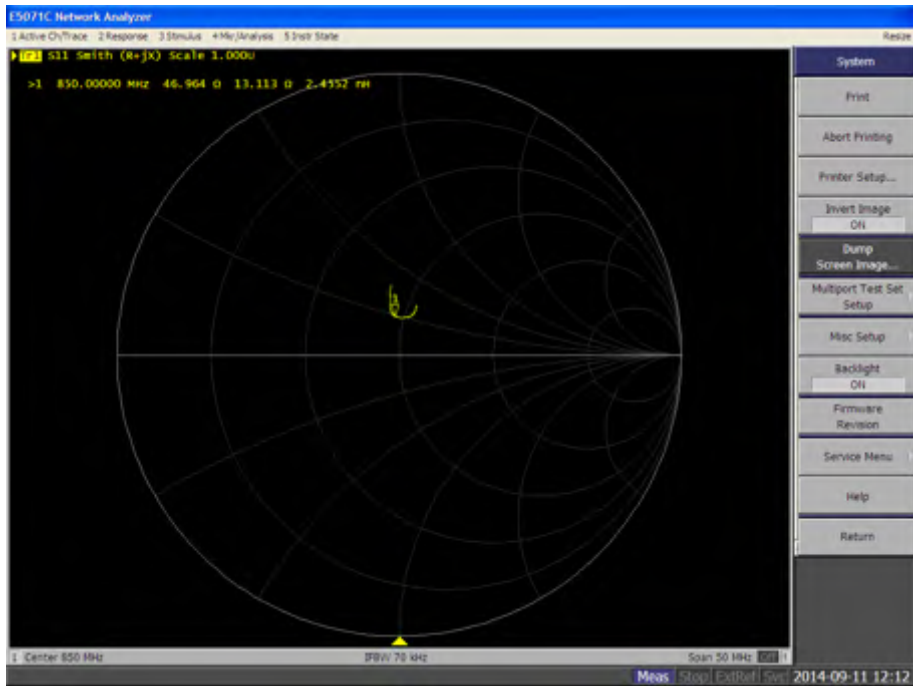 E5071C Network Analyzer
1 Active Ch/Trace 2 Response 3 Stimulus 4 Mkr/Analysis 5 Instr State
Resize
Tr1 S11 Smith (R+jX) Scale 1.000U
>1 850.00000 MHz 46.964 Ω 13.113 Ω 2.4552 nH
System
Print
Abort Printing
Printer Setup...
Invert Image
ON
Dump
Screen Image...
Multiport Test Set
Setup
Misc Setup
Backlight
ON
Firmware
Revision
Service Menu
Help
Return
1 Center 850 MHz
IFBW 70 kHz
Span 50 MHz Off
Meas Stop ExtRef Svc 2014-09-11 12:12